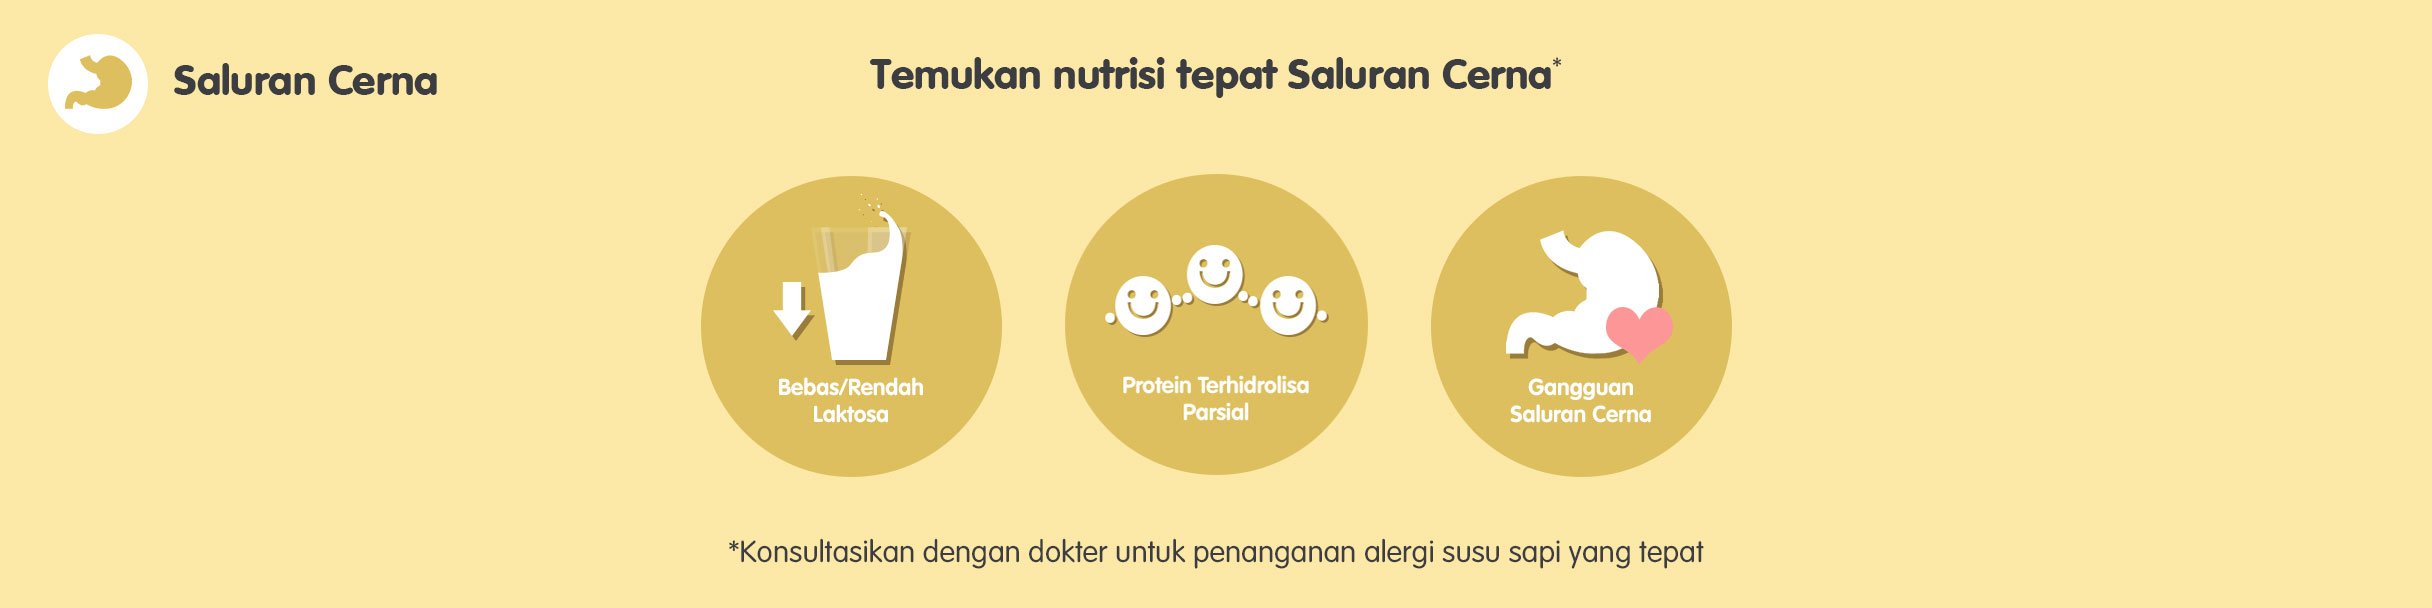 Saluran Cerna
Temukan nutrisi tepat Saluran Cerna*
Bebas/Rendah
Laktosa
Protein Terhidrolisa
Parsial
Gangguan
Saluran Cerna
*Konsultasikan dengan dokter untuk penanganan alergi susu sapi yang tepat